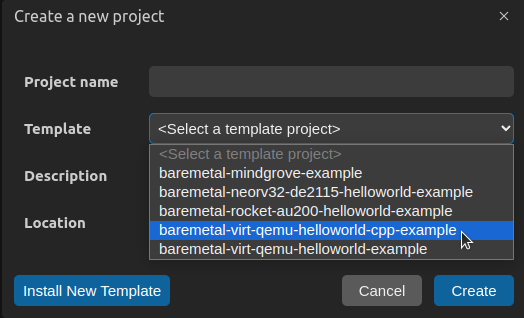 Create a new project
Project name
Template
<Select a template project>
<Select a template project>
baremetal-mindgrove-example
baremetal-neorv32-de2115-helloworld-example
Description
baremetal-rocket-au200-helloworld-example
Location
baremetal-virt-qemu-helloworld-cpp-example
baremetal-virt-qemu-helloworld-example
Install New Template
Cancel
Create